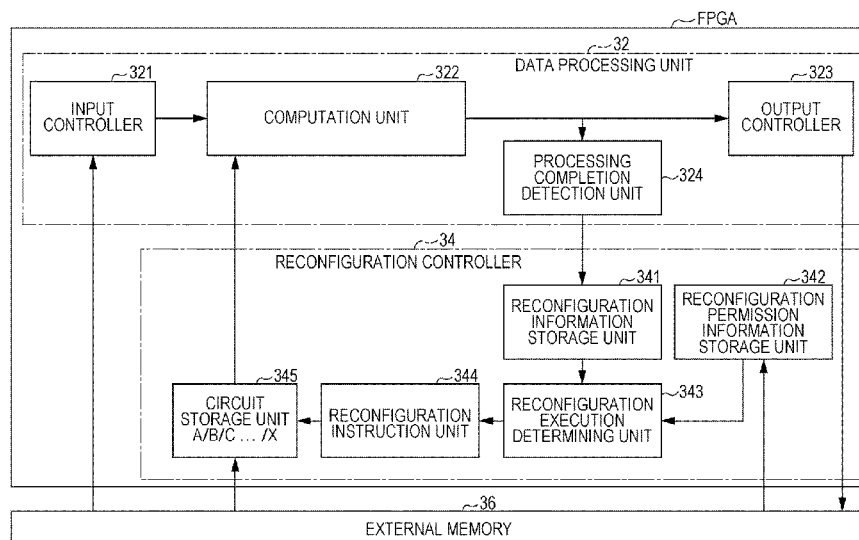 FPGA
32
DATA PROCESSING UNIT
321
INPUT
CONTROLLER
322
COMPUTATION UNIT
323
OUTPUT
CONTROLLER
PROCESSING
COMPLETION
DETECTION UNIT
324
34
RECONFIGURATION CONTROLLER
341
RECONFIGURATION
INFORMATION
STORAGE UNIT
342
RECONFIGURATION
PERMISSION
INFORMATION
STORAGE UNIT
345
CIRCUIT
STORAGE UNIT
A/B/C ... /X
344
RECONFIGURATION
INSTRUCTION UNIT
343
RECONFIGURATION
EXECUTION
DETERMINING UNIT
36
EXTERNAL MEMORY